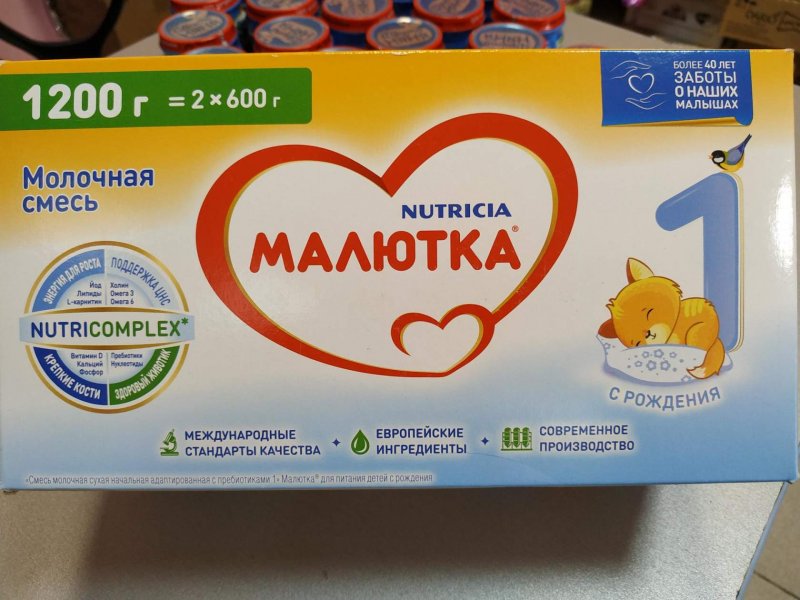 1200 г = 2 × 600 г
БОЛЕЕ 40 ЛЕТ
ЗАБОТЫ
О НАШИХ
МАЛЫШАХ
Молочная
смесь
NUTRICIA
МАЛЮТКА®
1
ЭНЕРГИЯ ДЛЯ РОСТА
ПОДДЕРЖКА ЦНС
Йод
Липиды
L-карнитин
Холин
Омега 3
Омега 6
NUTRICOMPLEX*
Витамин D
Кальций
Фосфор
Пребиотики
Нуклеотиды
КРЕПКИЕ КОСТИ
ЗДОРОВЫЙ ЖИВОТИК
С РОЖДЕНИЯ
МЕЖДУНАРОДНЫЕ
СТАНДАРТЫ КАЧЕСТВА
ЕВРОПЕЙСКИЕ
ИНГРЕДИЕНТЫ
СОВРЕМЕННОЕ
ПРОИЗВОДСТВО
«Смесь молочная сухая начальная адаптированная с пребиотиками 1» Малютка® для питания детей с рождения